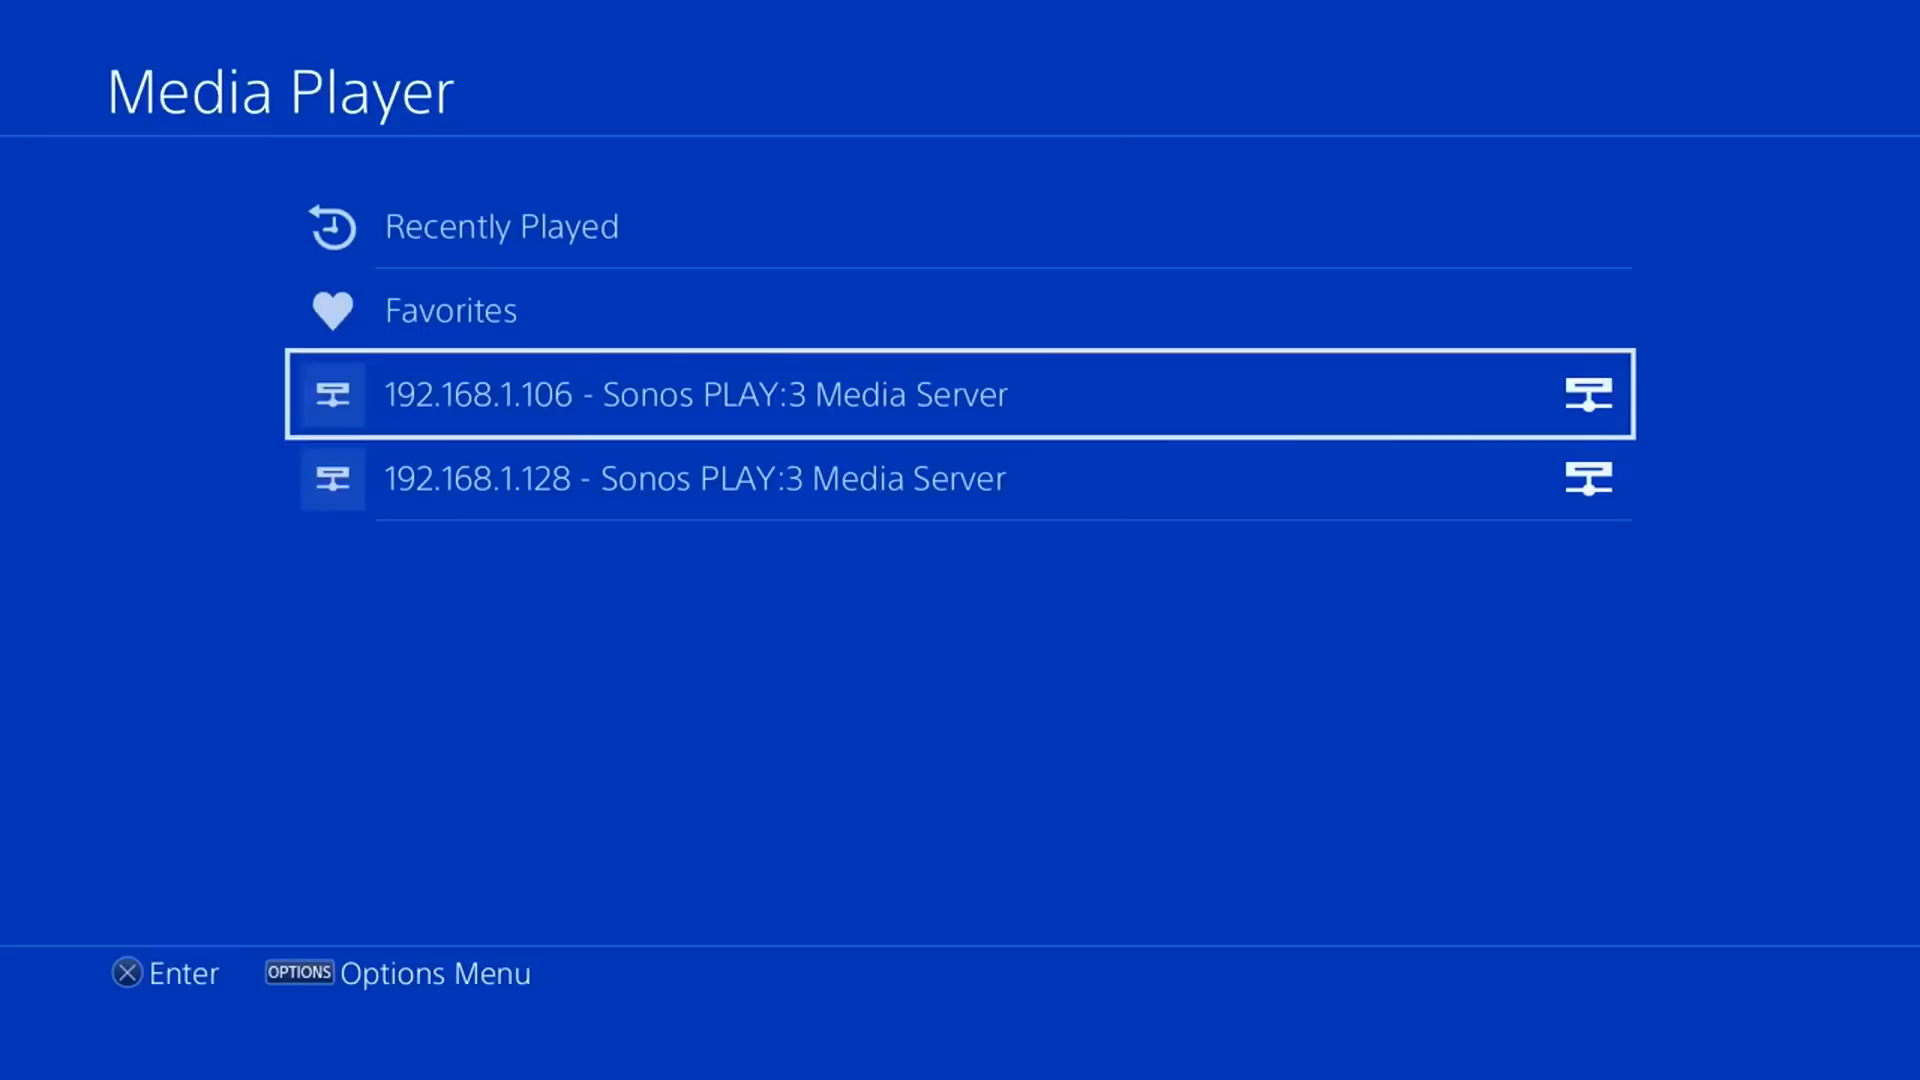 Media Player
Recently Played
Favorites
192.168.1.106 - Sonos PLAY:3 Media Server
192.168.1.128 - Sonos PLAY:3 Media Server
Enter OPTIONS Options Menu